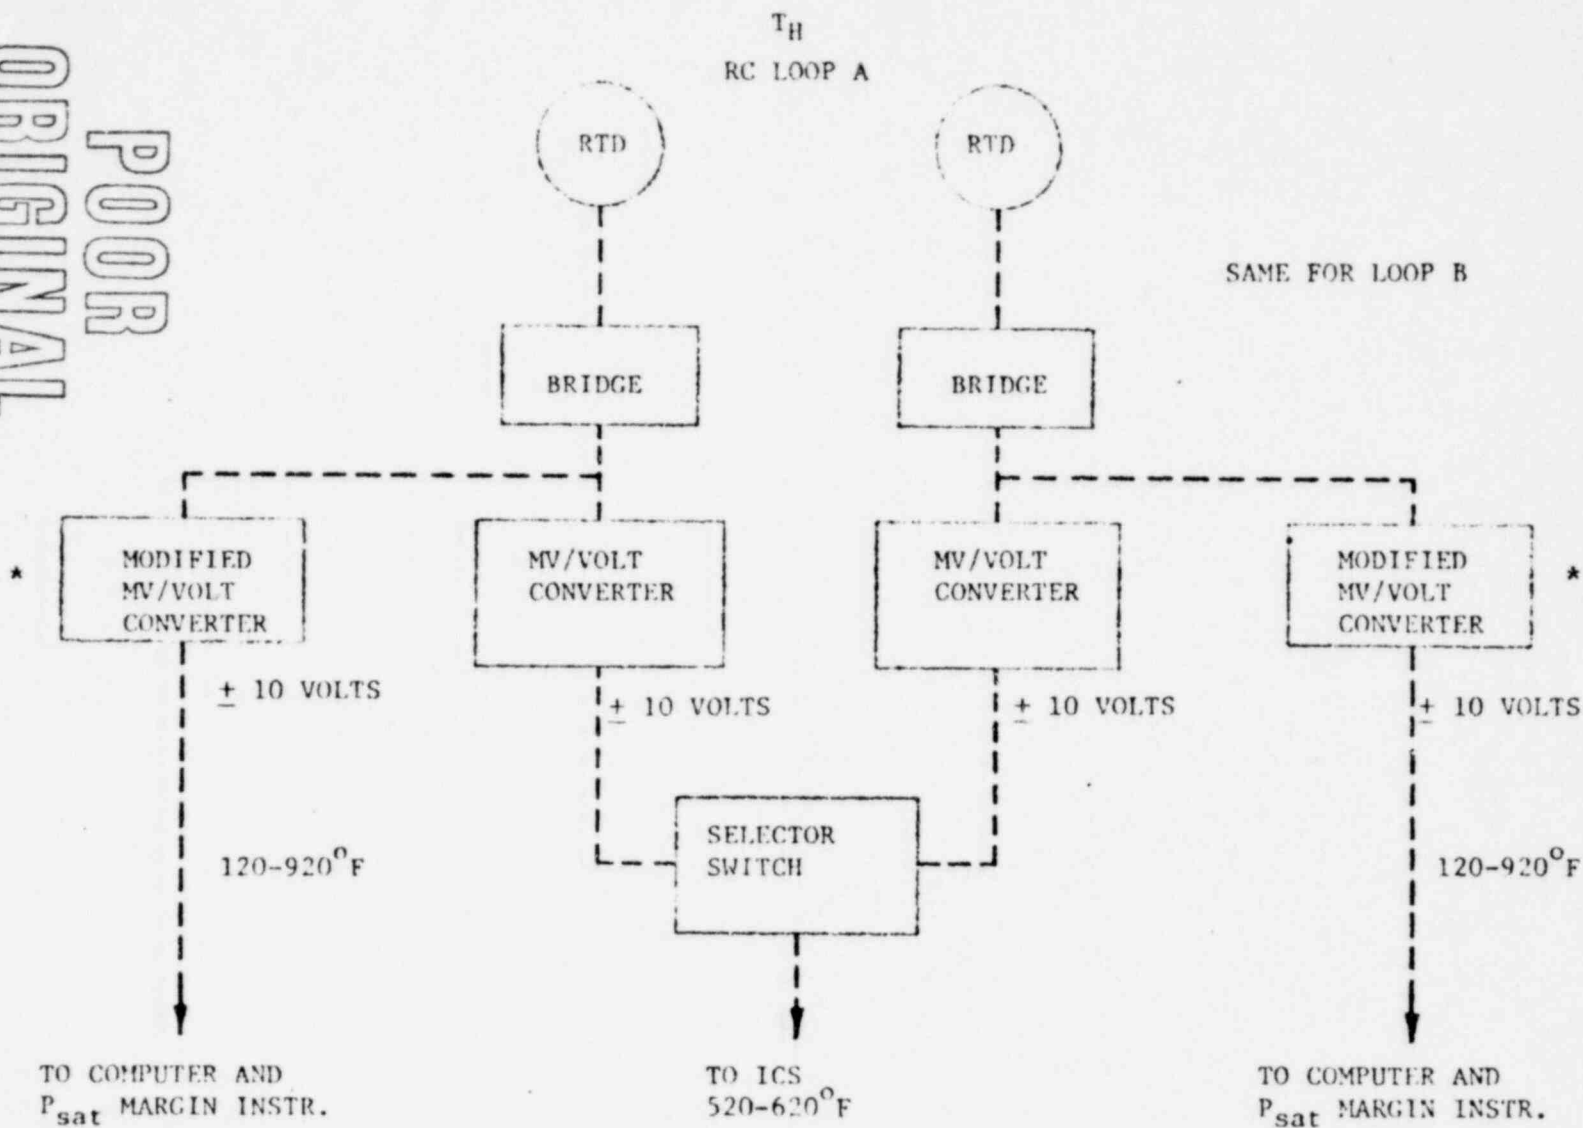 POOR
ORIGINAL
T_H
RC LOOP A
RTD
RTD
SAME FOR LOOP B
BRIDGE
BRIDGE
*
MODIFIED
MV/VOLT
CONVERTER
MV/VOLT
CONVERTER
MV/VOLT
CONVERTER
MODIFIED
MV/VOLT
CONVERTER
*
± 10 VOLTS
± 10 VOLTS
± 10 VOLTS
± 10 VOLTS
SELECTOR
SWITCH
120-920°F
120-920°F
TO COMPUTER AND
P_sat MARGIN INSTR.
TO ICS
520-620°F
TO COMPUTER AND
P_sat MARGIN INSTR.